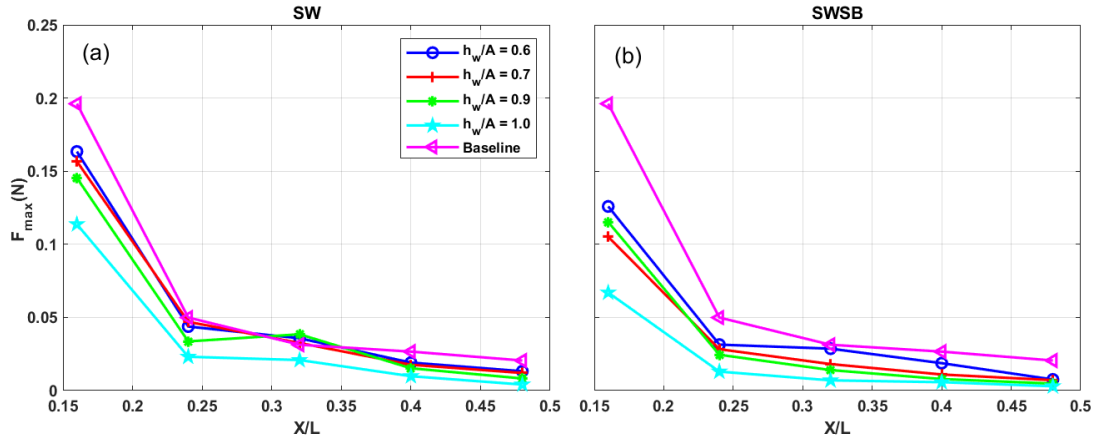 SW
SWSB
(a)
(b)
h_w/A = 0.6
h_w/A = 0.7
h_w/A = 0.9
h_w/A = 1.0
Baseline
F_max (N)
0.25
0.2
0.15
0.1
0.05
0
0.15 0.2 0.25 0.3 0.35 0.4 0.45 0.5
0.15 0.2 0.25 0.3 0.35 0.4 0.45 0.5
X/L
X/L